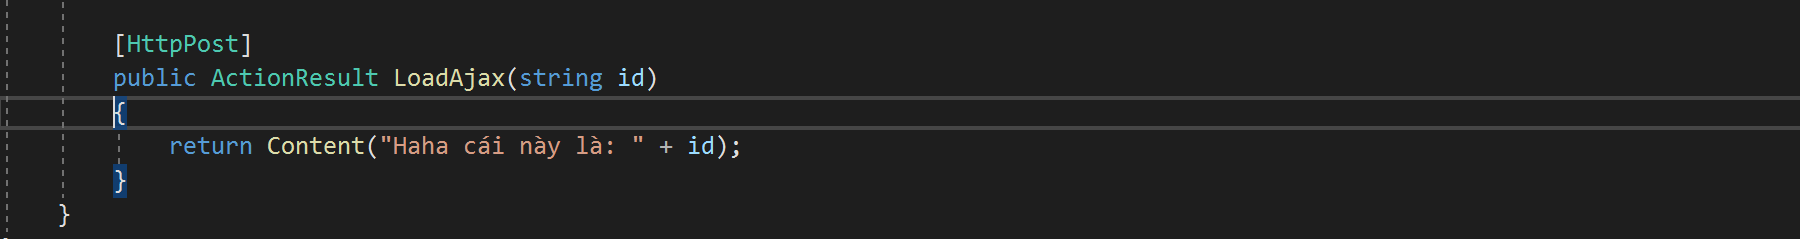 [HttpPost]
public ActionResult LoadAjax(string id)
{
return Content("Haha cái này là: " + id);
}
}